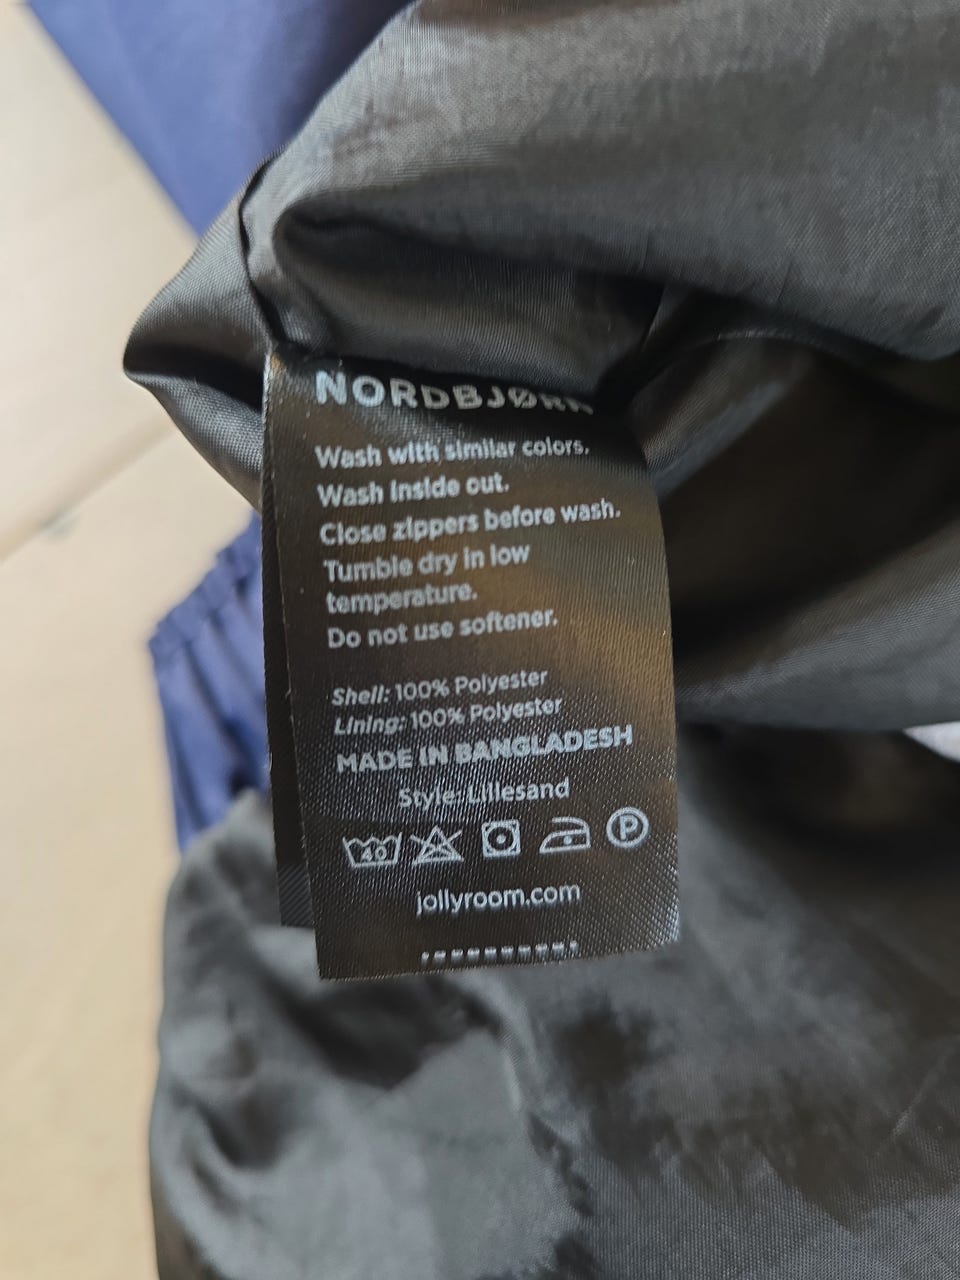 NORDBJØRN
Wash with similar colors.
Wash inside out.
Close zippers before wash.
Tumble dry in low
temperature.
Do not use softener.
Shell: 100% Polyester
Lining: 100% Polyester
MADE IN BANGLADESH
Style: Lillesand
40 P
jollyroom.com